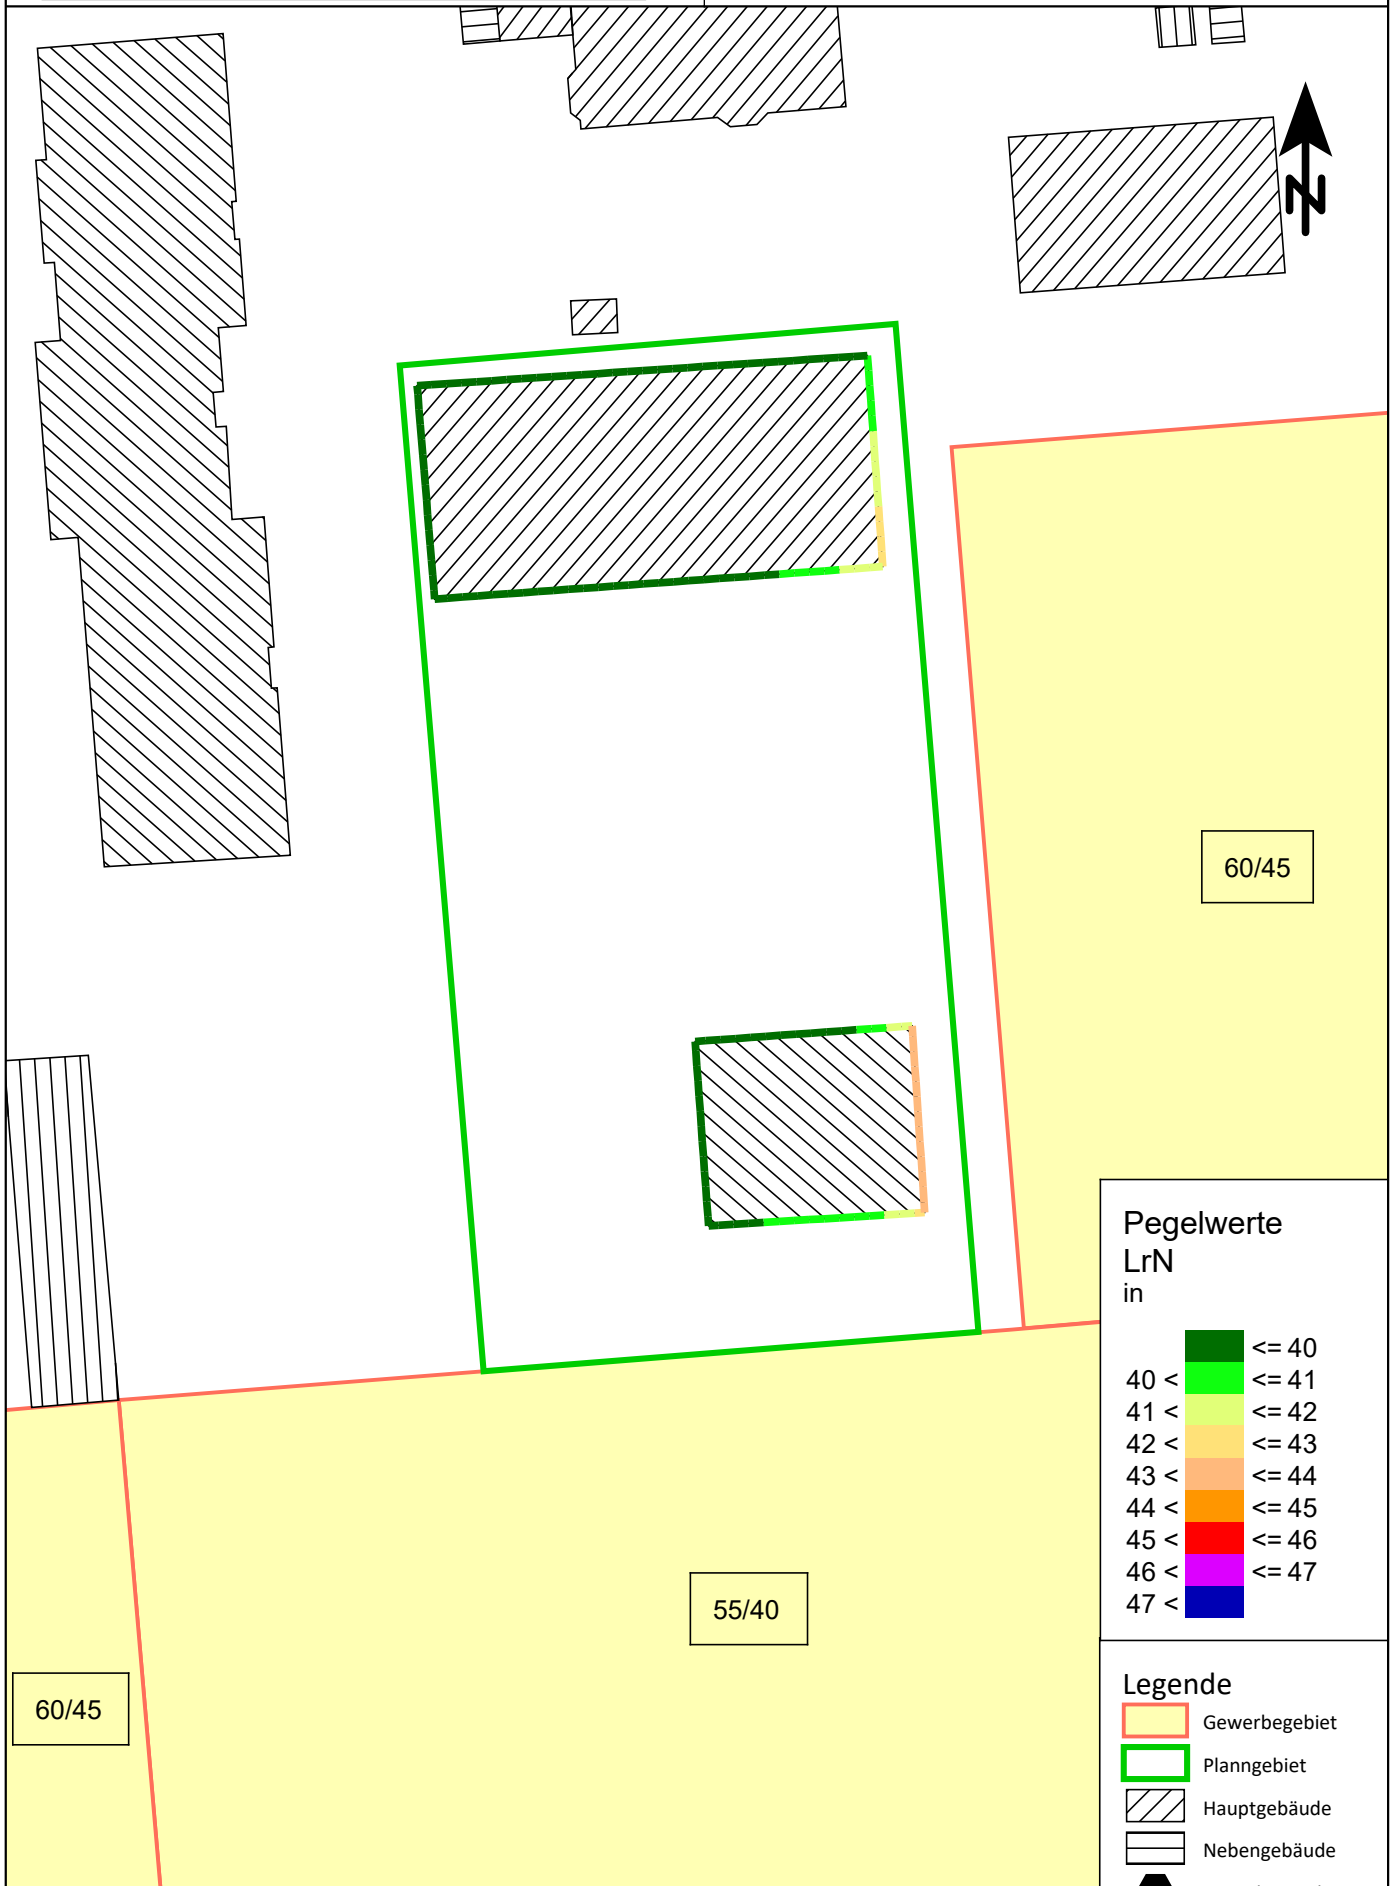 N
60/45
Pegelwerte
LrN
in
<= 40
40 < <= 41
41 < <= 42
42 < <= 43
43 < <= 44
44 < <= 45
45 < <= 46
46 < <= 47
47 <
55/40
60/45
Legende
Gewerbegebiet
Planngebiet
Hauptgebäude
Nebengebäude